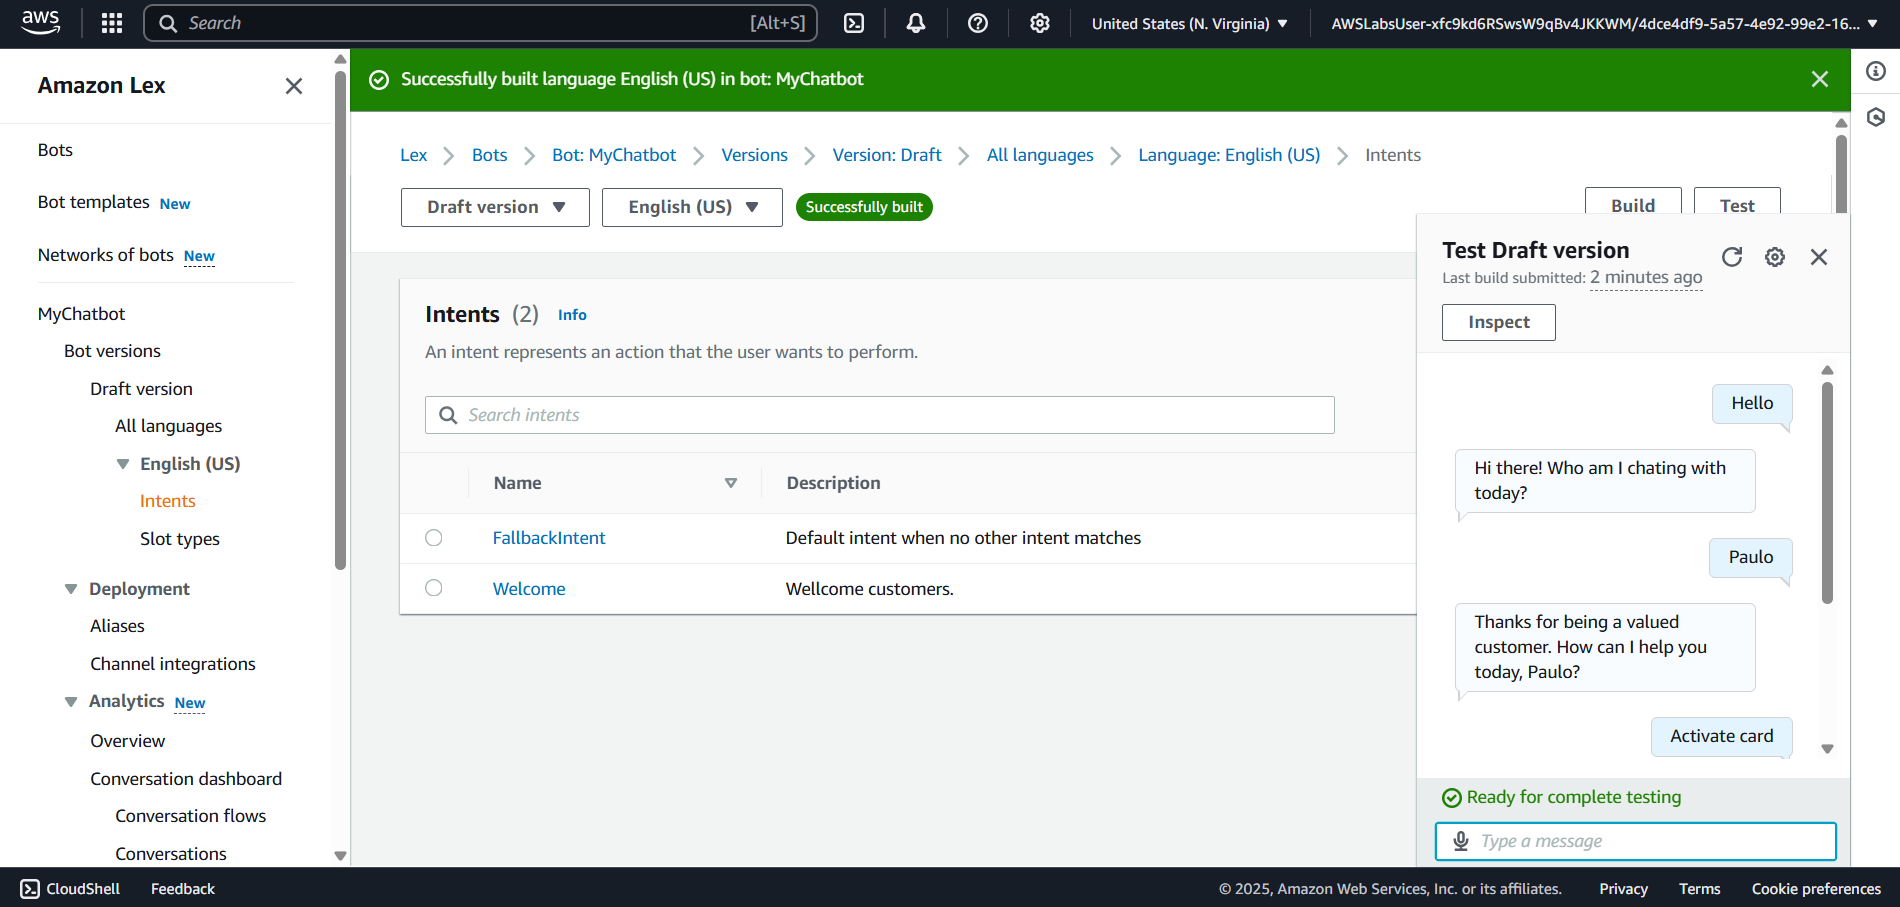 aws
Search
[Alt+S]
United States (N. Virginia)
AWSLabsUser-xfc9kd6RSwsW9qBv4JKKWM/4dce4df9-5a57-4e92-99e2-16...
Amazon Lex
Bots
Bot templates New
Networks of bots New
MyChatbot
Bot versions
Draft version
All languages
English (US)
Intents
Slot types
Deployment
Aliases
Channel integrations
Analytics New
Overview
Conversation dashboard
Conversation flows
Conversations
Successfully built language English (US) in bot: MyChatbot
Lex
Bots
Bot: MyChatbot
Versions
Version: Draft
All languages
Language: English (US)
Intents
Draft version
English (US)
Successfully built
Build
Test
Intents (2) Info
An intent represents an action that the user wants to perform.
Search intents
Name
Description
FallbackIntent
Default intent when no other intent matches
Welcome
Wellcome customers.
Test Draft version
Last build submitted: 2 minutes ago
Inspect
Hello
Hi there! Who am I chating with
today?
Paulo
Thanks for being a valued
customer. How can I help you
today, Paulo?
Activate card
Ready for complete testing
Type a message
CloudShell
Feedback
© 2025, Amazon Web Services, Inc. or its affiliates.
Privacy
Terms
Cookie preferences